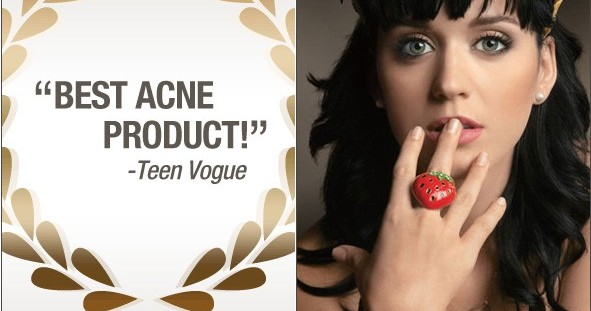 “BEST ACNE
PRODUCT!”
-Teen Vogue